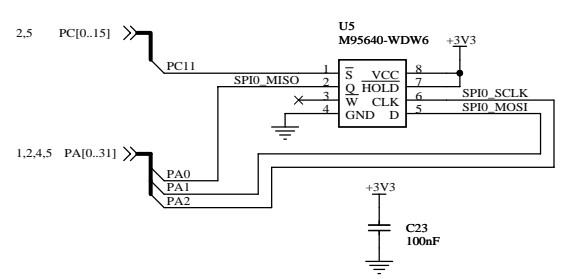 U5
M95640-WDW6
+3V3
2,5 PC[0..15]
PC11
1 S VCC 8
SPI0_MISO 2 Q HOLD 7
3 W CLK 6 SPI0_SCLK
4 GND D 5 SPI0_MOSI
1,2,4,5 PA[0..31]
PA0
PA1
PA2
+3V3
C23
100nF